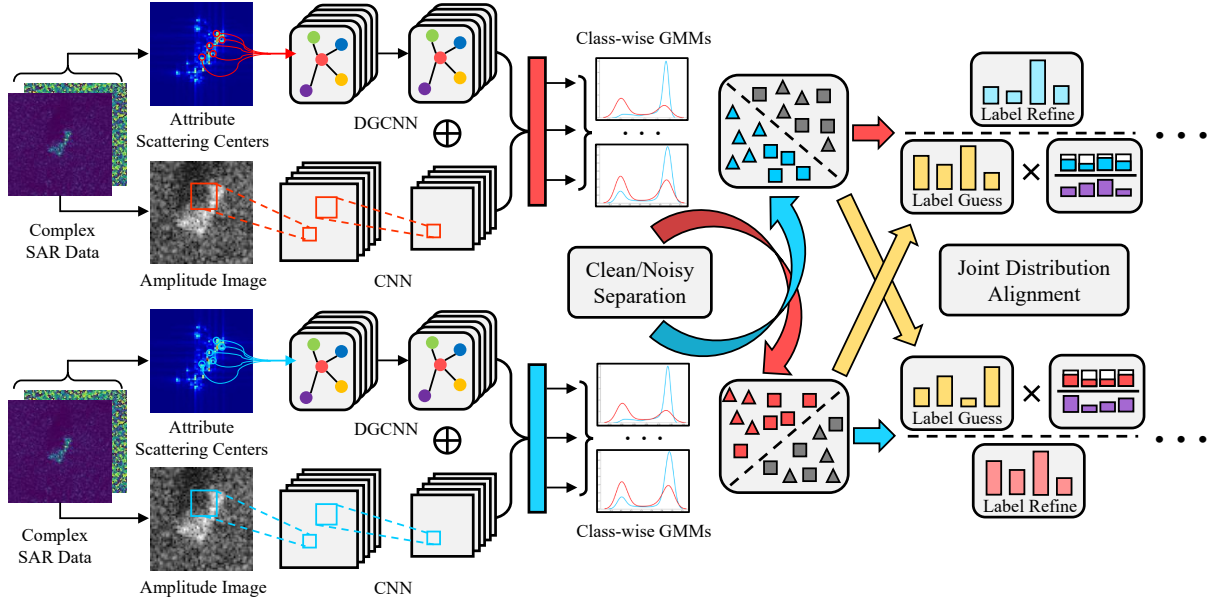 Attribute
Scattering Centers
DGCNN
Complex
SAR Data
Amplitude Image
CNN
Class-wise GMMs
. . .
Clean/Noisy
Separation
Label Refine
Label Guess
×
Joint Distribution
Alignment
Attribute
Scattering Centers
DGCNN
Complex
SAR Data
Amplitude Image
CNN
. . .
Class-wise GMMs
Label Guess
×
Label Refine